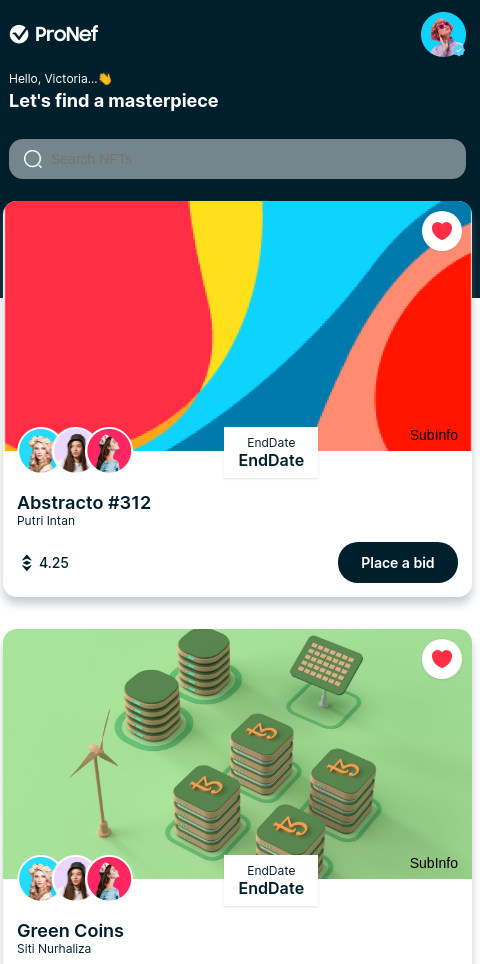 ProNef
Hello, Victoria...👋
Let's find a masterpiece
Search NFTs
SubInfo
EndDate
EndDate
Abstracto #312
Putri Intan
4.25
Place a bid
SubInfo
EndDate
EndDate
Green Coins
Siti Nurhaliza